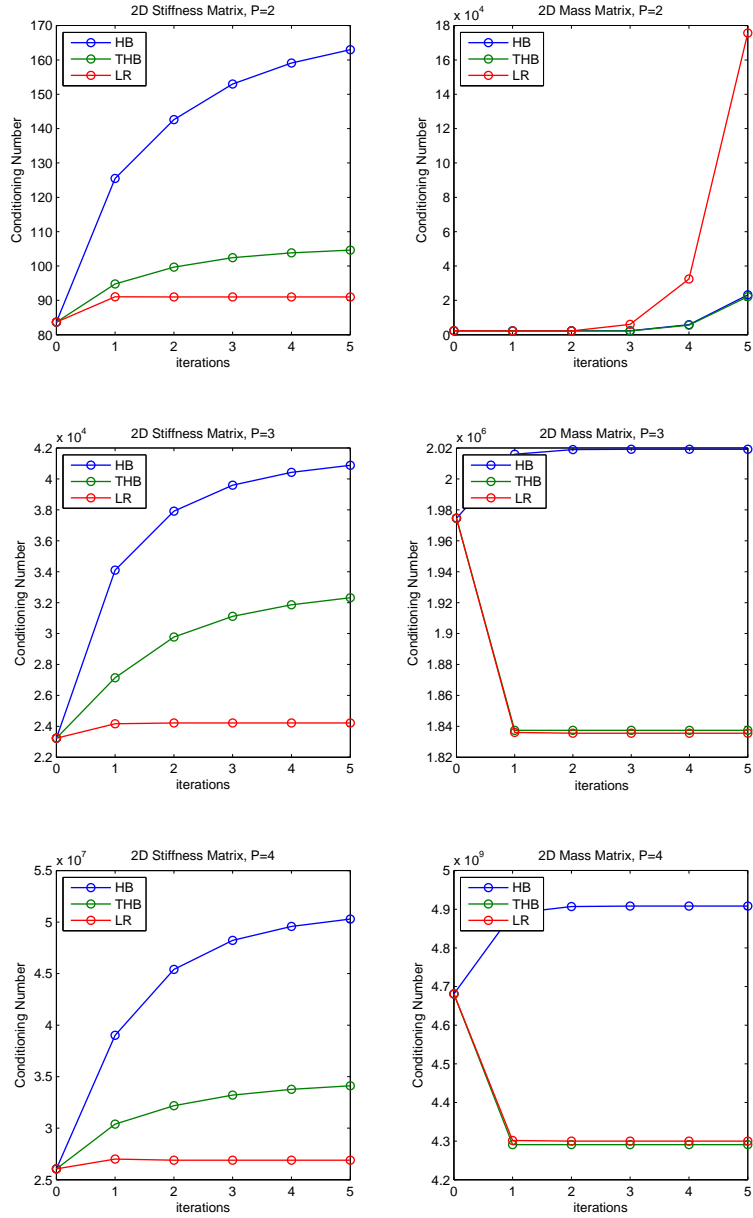 2D Stiffness Matrix, P=2
170
160
150
140
130
120
110
100
90
80
Conditioning Number
HB
THB
LR
0 1 2 3 4 5
iterations
2D Mass Matrix, P=2
x 10^4
18
16
14
12
10
8
6
4
2
0
Conditioning Number
HB
THB
LR
0 1 2 3 4 5
iterations
2D Stiffness Matrix, P=3
x 10^4
4.2
4
3.8
3.6
3.4
3.2
3
2.8
2.6
2.4
2.2
Conditioning Number
HB
THB
LR
0 1 2 3 4 5
iterations
2D Mass Matrix, P=3
x 10^6
2.02
2
1.98
1.96
1.94
1.92
1.9
1.88
1.86
1.84
1.82
Conditioning Number
HB
THB
LR
0 1 2 3 4 5
iterations
2D Stiffness Matrix, P=4
x 10^7
5.5
5
4.5
4
3.5
3
2.5
Conditioning Number
HB
THB
LR
0 1 2 3 4 5
iterations
2D Mass Matrix, P=4
x 10^9
5
4.9
4.8
4.7
4.6
4.5
4.4
4.3
4.2
Conditioning Number
HB
THB
LR
0 1 2 3 4 5
iterations